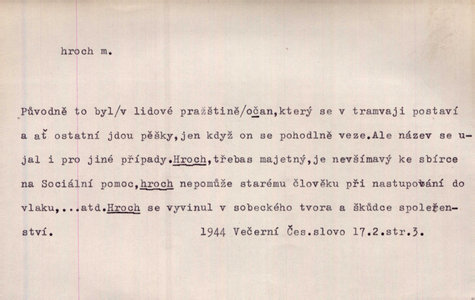 hroch m.
Původně to byl/v lidové pražštině/očan,který se v tramvaji postaví
a ať ostatní jdou pěšky,jen když on se pohodlně veze.Ale název se u-
jal i pro jiné případy.Hroch,třebas majetný,je nevšímavý ke sbírce
na Sociální pomoc,hroch nepomůže starému člověku při nastupování do
vlaku,...atd.Hroch se vyvinul v sobeckého tvora a škůdce společen-
ství. 1944 Večerní Čes.slovo 17.2.str.3.